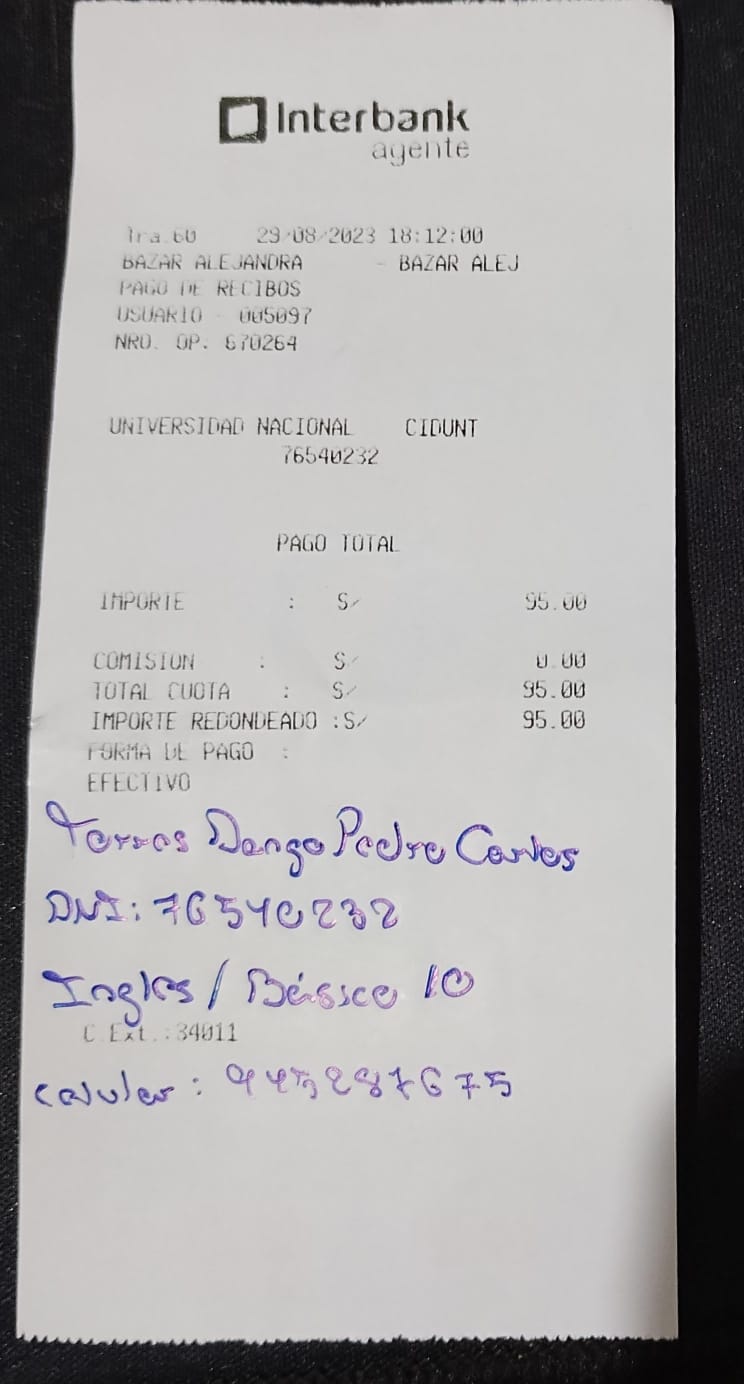 Interbank
agente
Tra.60 29/08/2023 18:12:00
BAZAR ALEJANDRA - BAZAR ALEJ
PAGO DE RECIBOS
USUARIO - 005097
NRO. OP. 670264
UNIVERSIDAD NACIONAL CIDUNT
76540232
PAGO TOTAL
IMPORTE : S/ 95.00
COMISION : S/ 0.00
TOTAL CUOTA : S/ 95.00
IMPORTE REDONDEADO :S/ 95.00
FORMA DE PAGO :
EFECTIVO
Torres Pedro Carlos
DNI: 76540232
Ingles / Básico 10
C.Ext.:34011
celular: 945287675